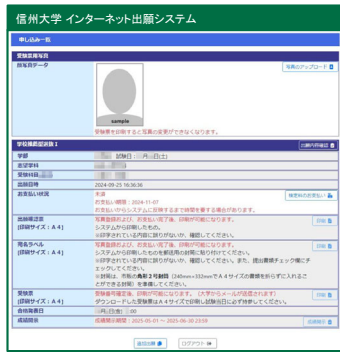 信州大学 インターネット出願システム
申し込み一覧
受験票用写真
顔写真データ
写真のアップロード
sample
受験票を印刷すると写真の変更ができなくなります。
学校推薦型選抜Ⅰ
出願内容確認
学部
試験日: 月 日(土)
志望学科
受験科目
出願日時
2024-09-23 16:36:36
お支払い状況
未済
検定料のお支払い
お支払い期限:2024-11-07
お支払いからシステムに反映するまで時間を要する場合があります。
出願確認票
[印刷サイズ:A4]
写真登録および、お支払い完了後、印刷が可能になります。
印刷
システムから印刷したもの。
※印字されている内容に誤りがないか、確認してください。
宛名ラベル
[印刷サイズ:A4]
写真登録および、お支払い完了後、印刷が可能になります。
印刷
システムから印刷したものを郵送用の封筒に貼り付けてください。
※印字されている内容に誤りがないか、確認してください。また、提出書類チェック欄にチ
ェックしてください。
※封筒は、市販の角形2号封筒(240mm×332mmでA4サイズの書類を折らずに入れるこ
とができる封筒)を準備してください。
受験票
[印刷サイズ:A4]
受験番号確定後、印刷が可能になります。(大学からメールが送信されます)
印刷
ダウンロードした受験票はA4サイズで印刷し試験当日に必ず持参してください。
合格発表日
月 日( ) :00
成績開示
成績開示期間:2025-05-01 ~ 2025-06-30 23:59
成績開示
追加出願
ログアウト